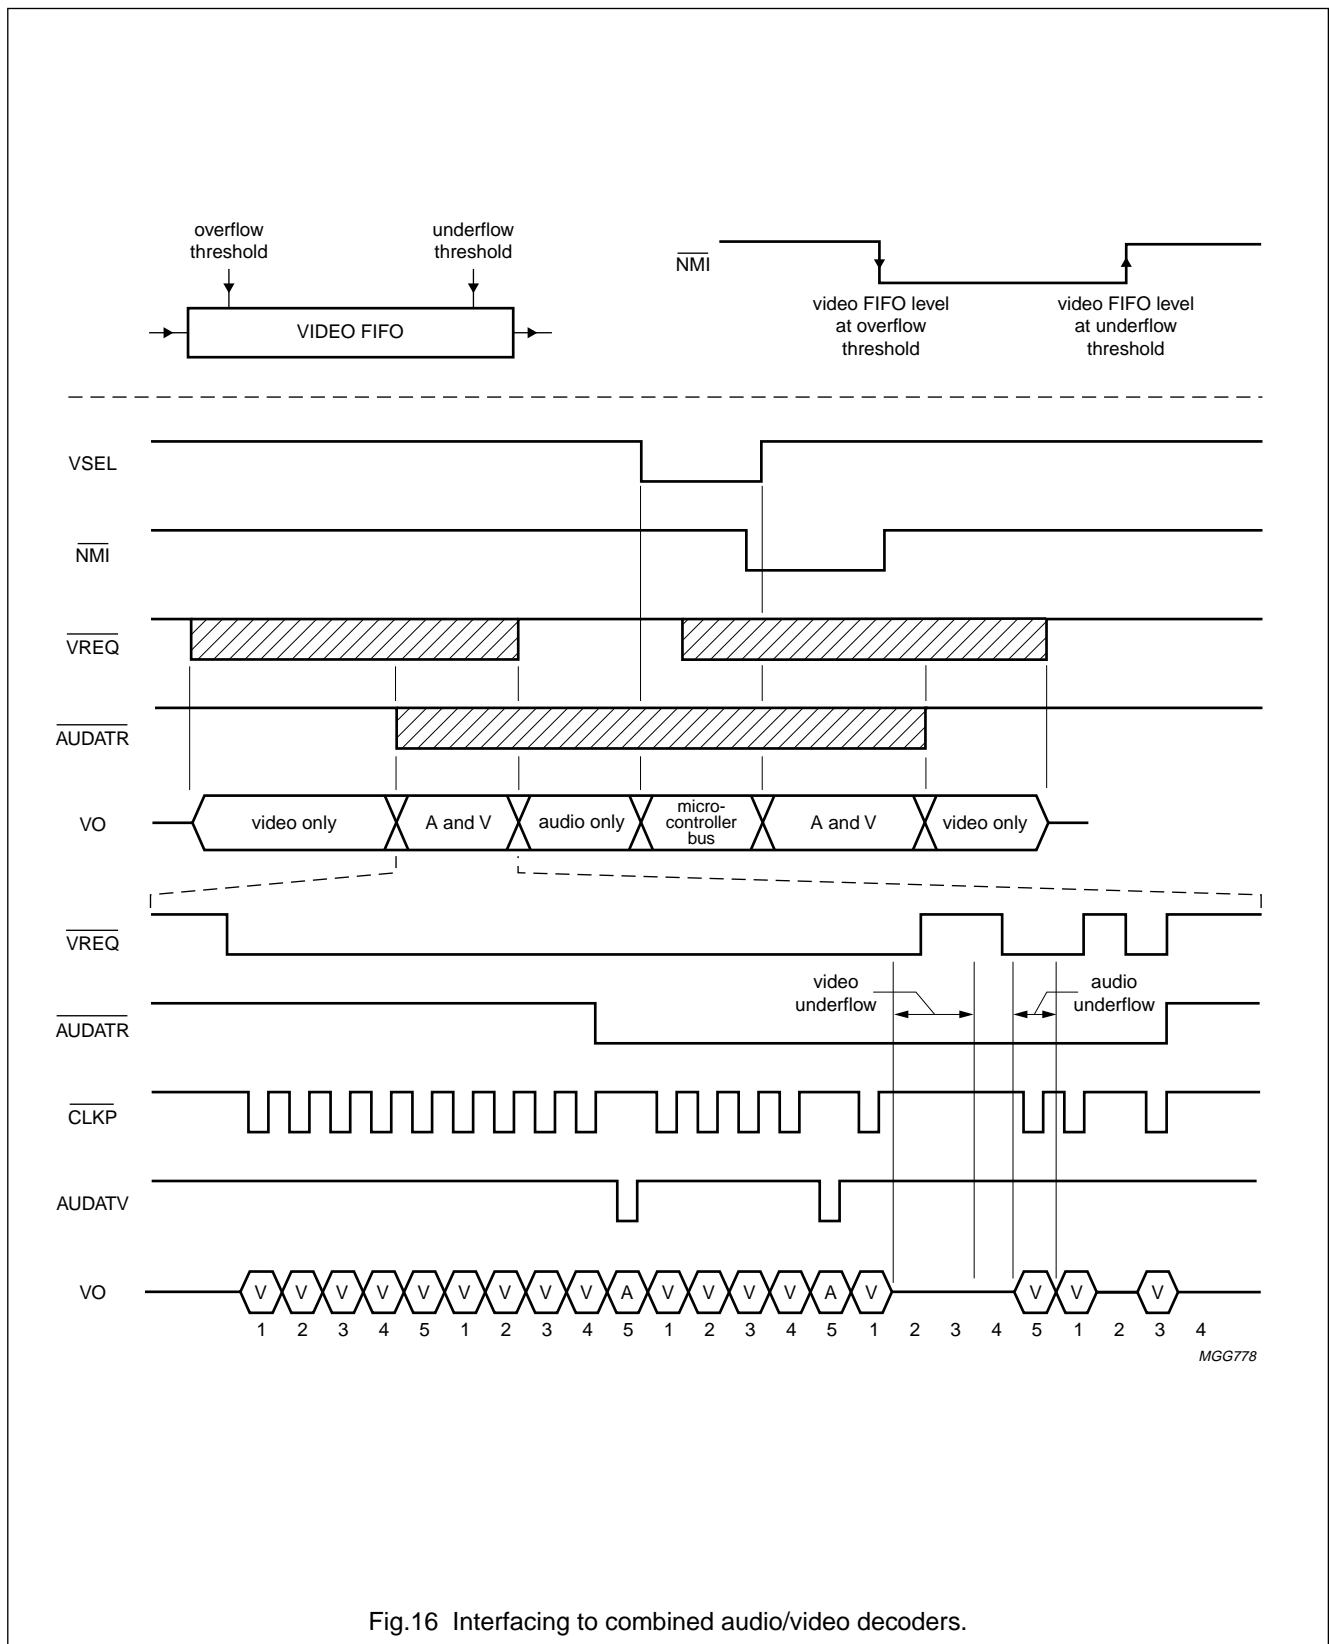 overflow
threshold
underflow
threshold
VIDEO FIFO
NMI
video FIFO level
at overflow
threshold
video FIFO level
at underflow
threshold
VSEL
NMI
VREQ
AUDATR
VO
video only
A and V
audio only
micro-
controller
bus
A and V
video only
VREQ
video
underflow
audio
underflow
AUDATR
CLKP
AUDATV
VO
V V V V V V V V V A V V V V A V V V V
1 2 3 4 5 1 2 3 4 5 1 2 3 4 5 1 2 3 4 5 1 2 3 4
MGG778
Fig.16 Interfacing to combined audio/video decoders.